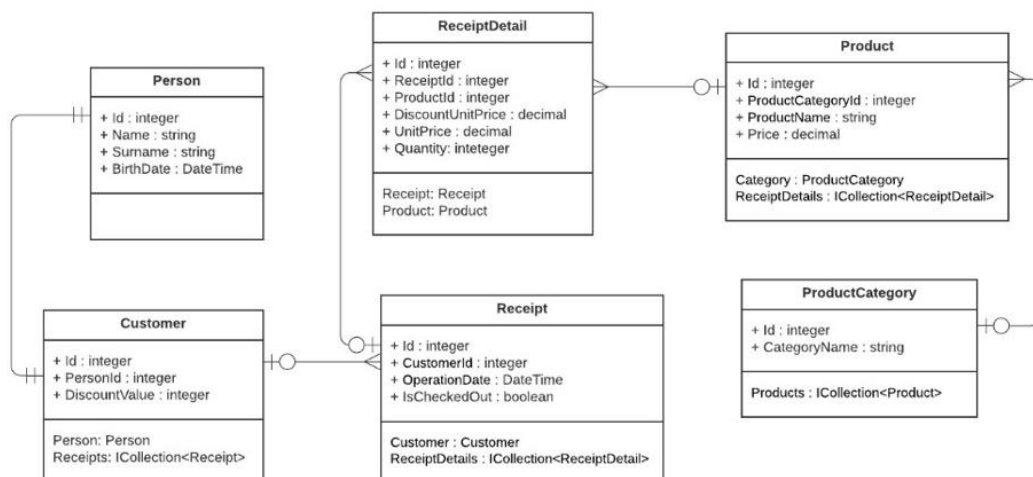 ReceiptDetail
+ Id : integer
+ ReceiptId : integer
+ ProductId : integer
+ DiscountUnitPrice : decimal
+ UnitPrice : decimal
+ Quantity: inteteger
Receipt: Receipt
Product: Product
Product
+ Id : integer
+ ProductCategoryId : integer
+ ProductName : string
+ Price : decimal
Category : ProductCategory
ReceiptDetails : ICollection<ReceiptDetail>
Person
+ Id : integer
+ Name : string
+ Surname : string
+ BirthDate : DateTime
Customer
+ Id : integer
+ PersonId : integer
+ DiscountValue : integer
Person: Person
Receipts: ICollection<Receipt>
Receipt
+ Id : integer
+ CustomerId : integer
+ OperationDate : DateTime
+ IsCheckedOut : boolean
Customer : Customer
ReceiptDetails : ICollection<ReceiptDetail>
ProductCategory
+ Id : integer
+ CategoryName : string
Products : ICollection<Product>